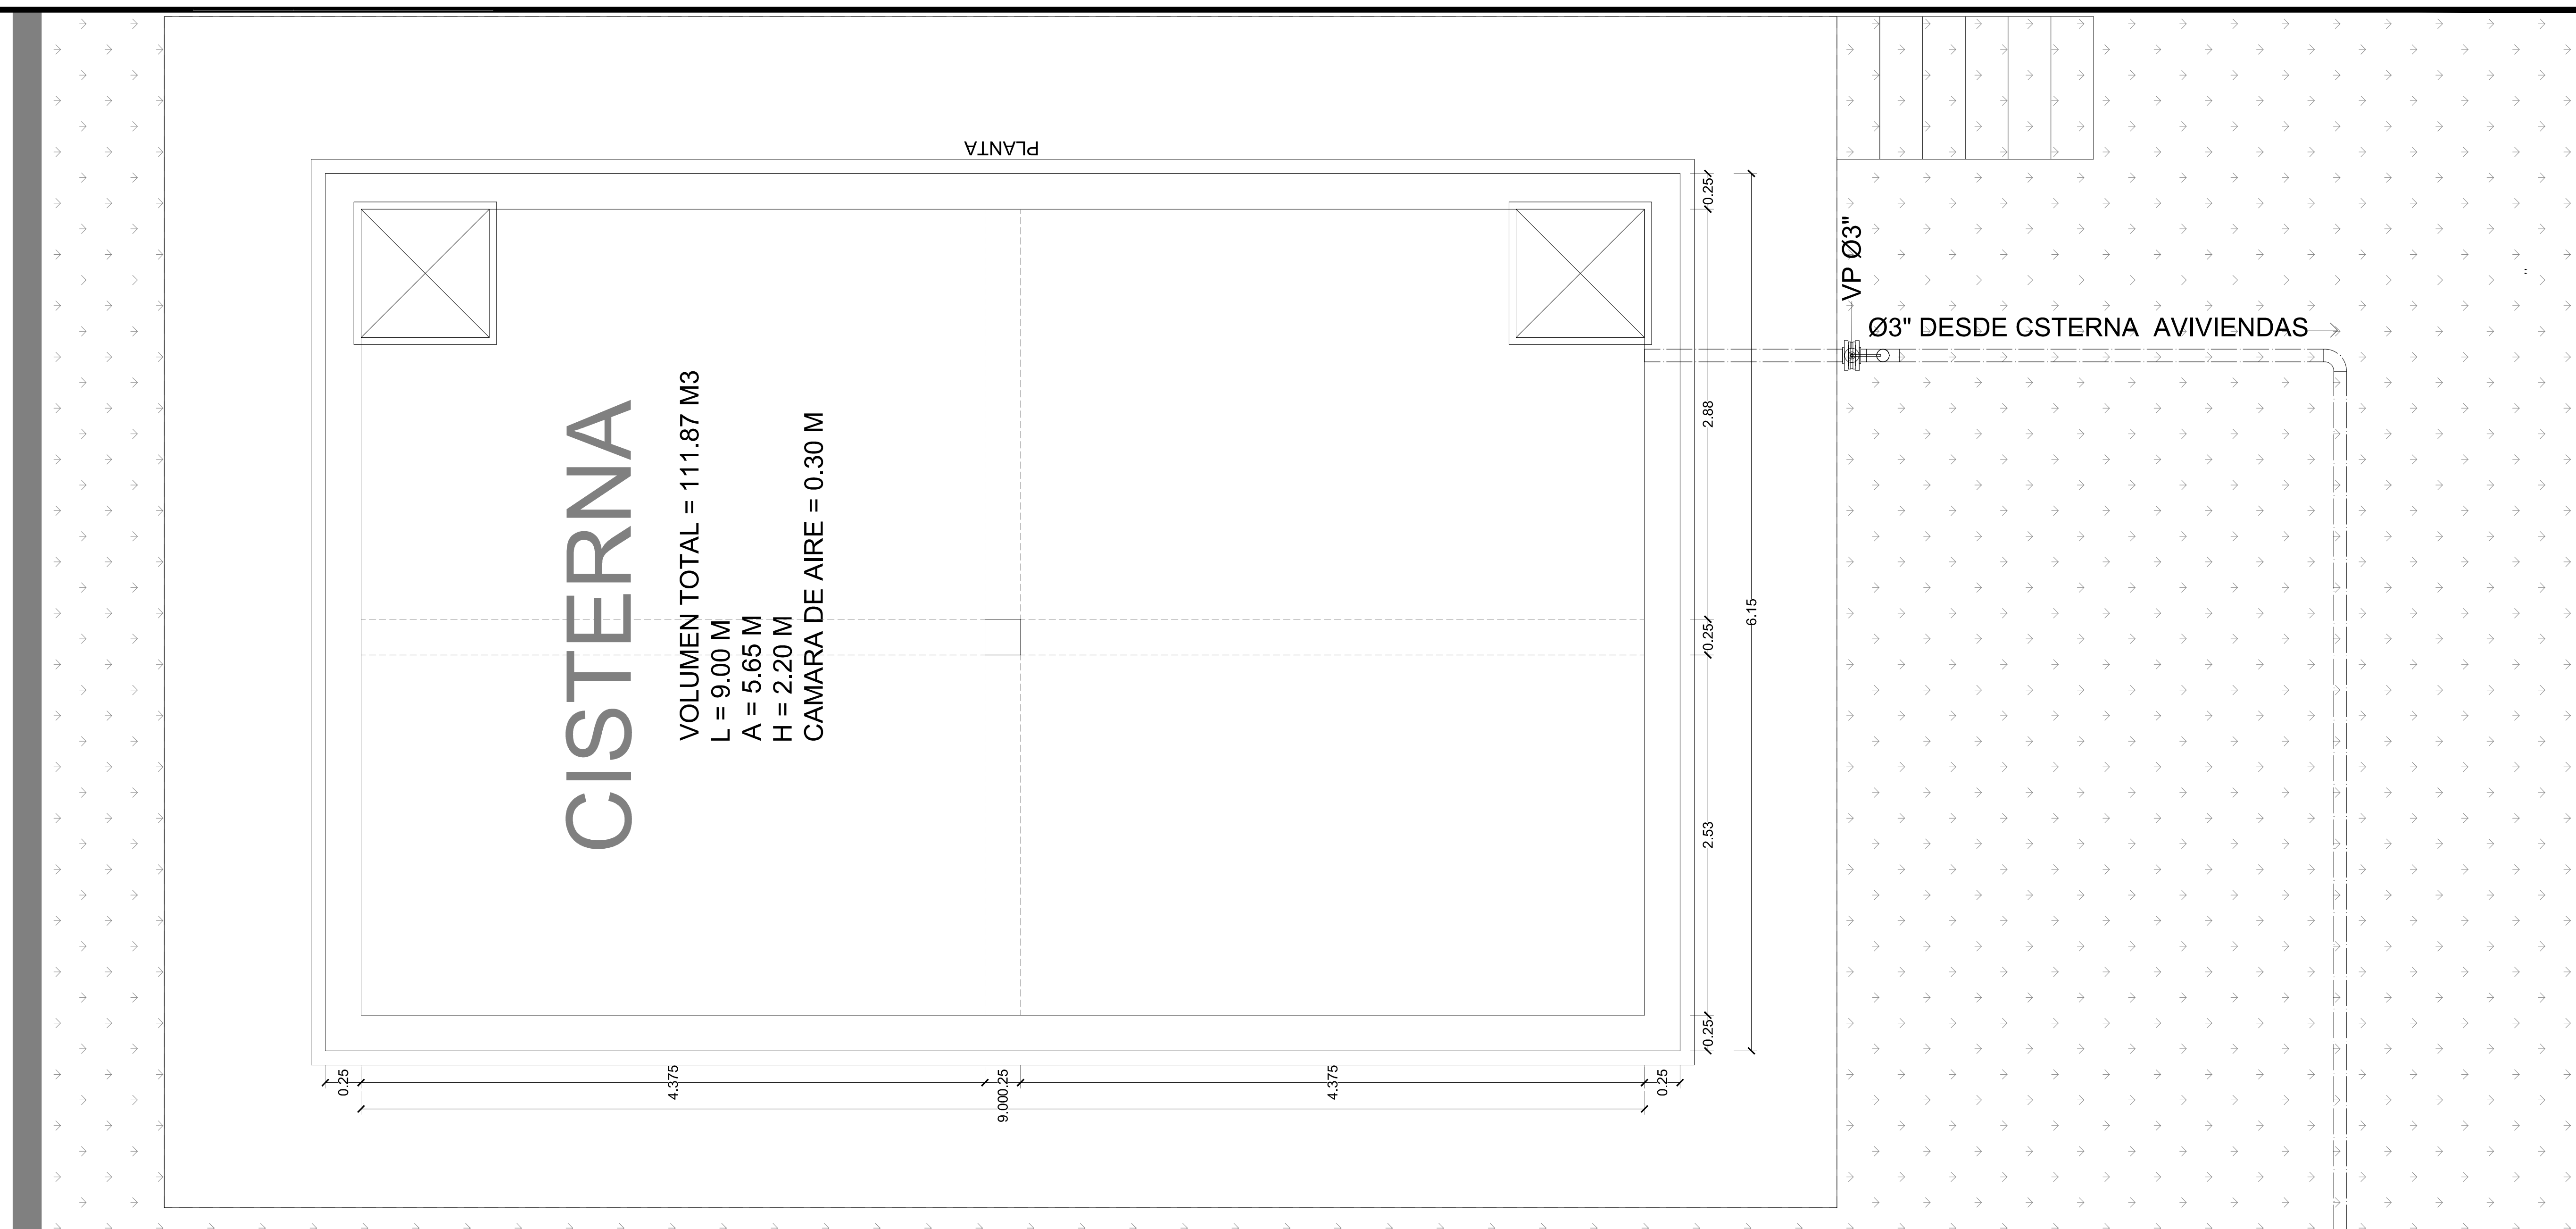 PLANTA
CISTERNA
VOLUMEN TOTAL = 111.87 M3
L = 9.00 M
A = 5.65 M
H = 2.20 M
CAMARA DE AIRE = 0.30 M
VP Ø3"
Ø3" DESDE CSTERNA AVIVIENDAS
0.25
2.88
0.25
2.53
0.25
6.15
0.25
4.375
0.25
4.375
0.25
9.00